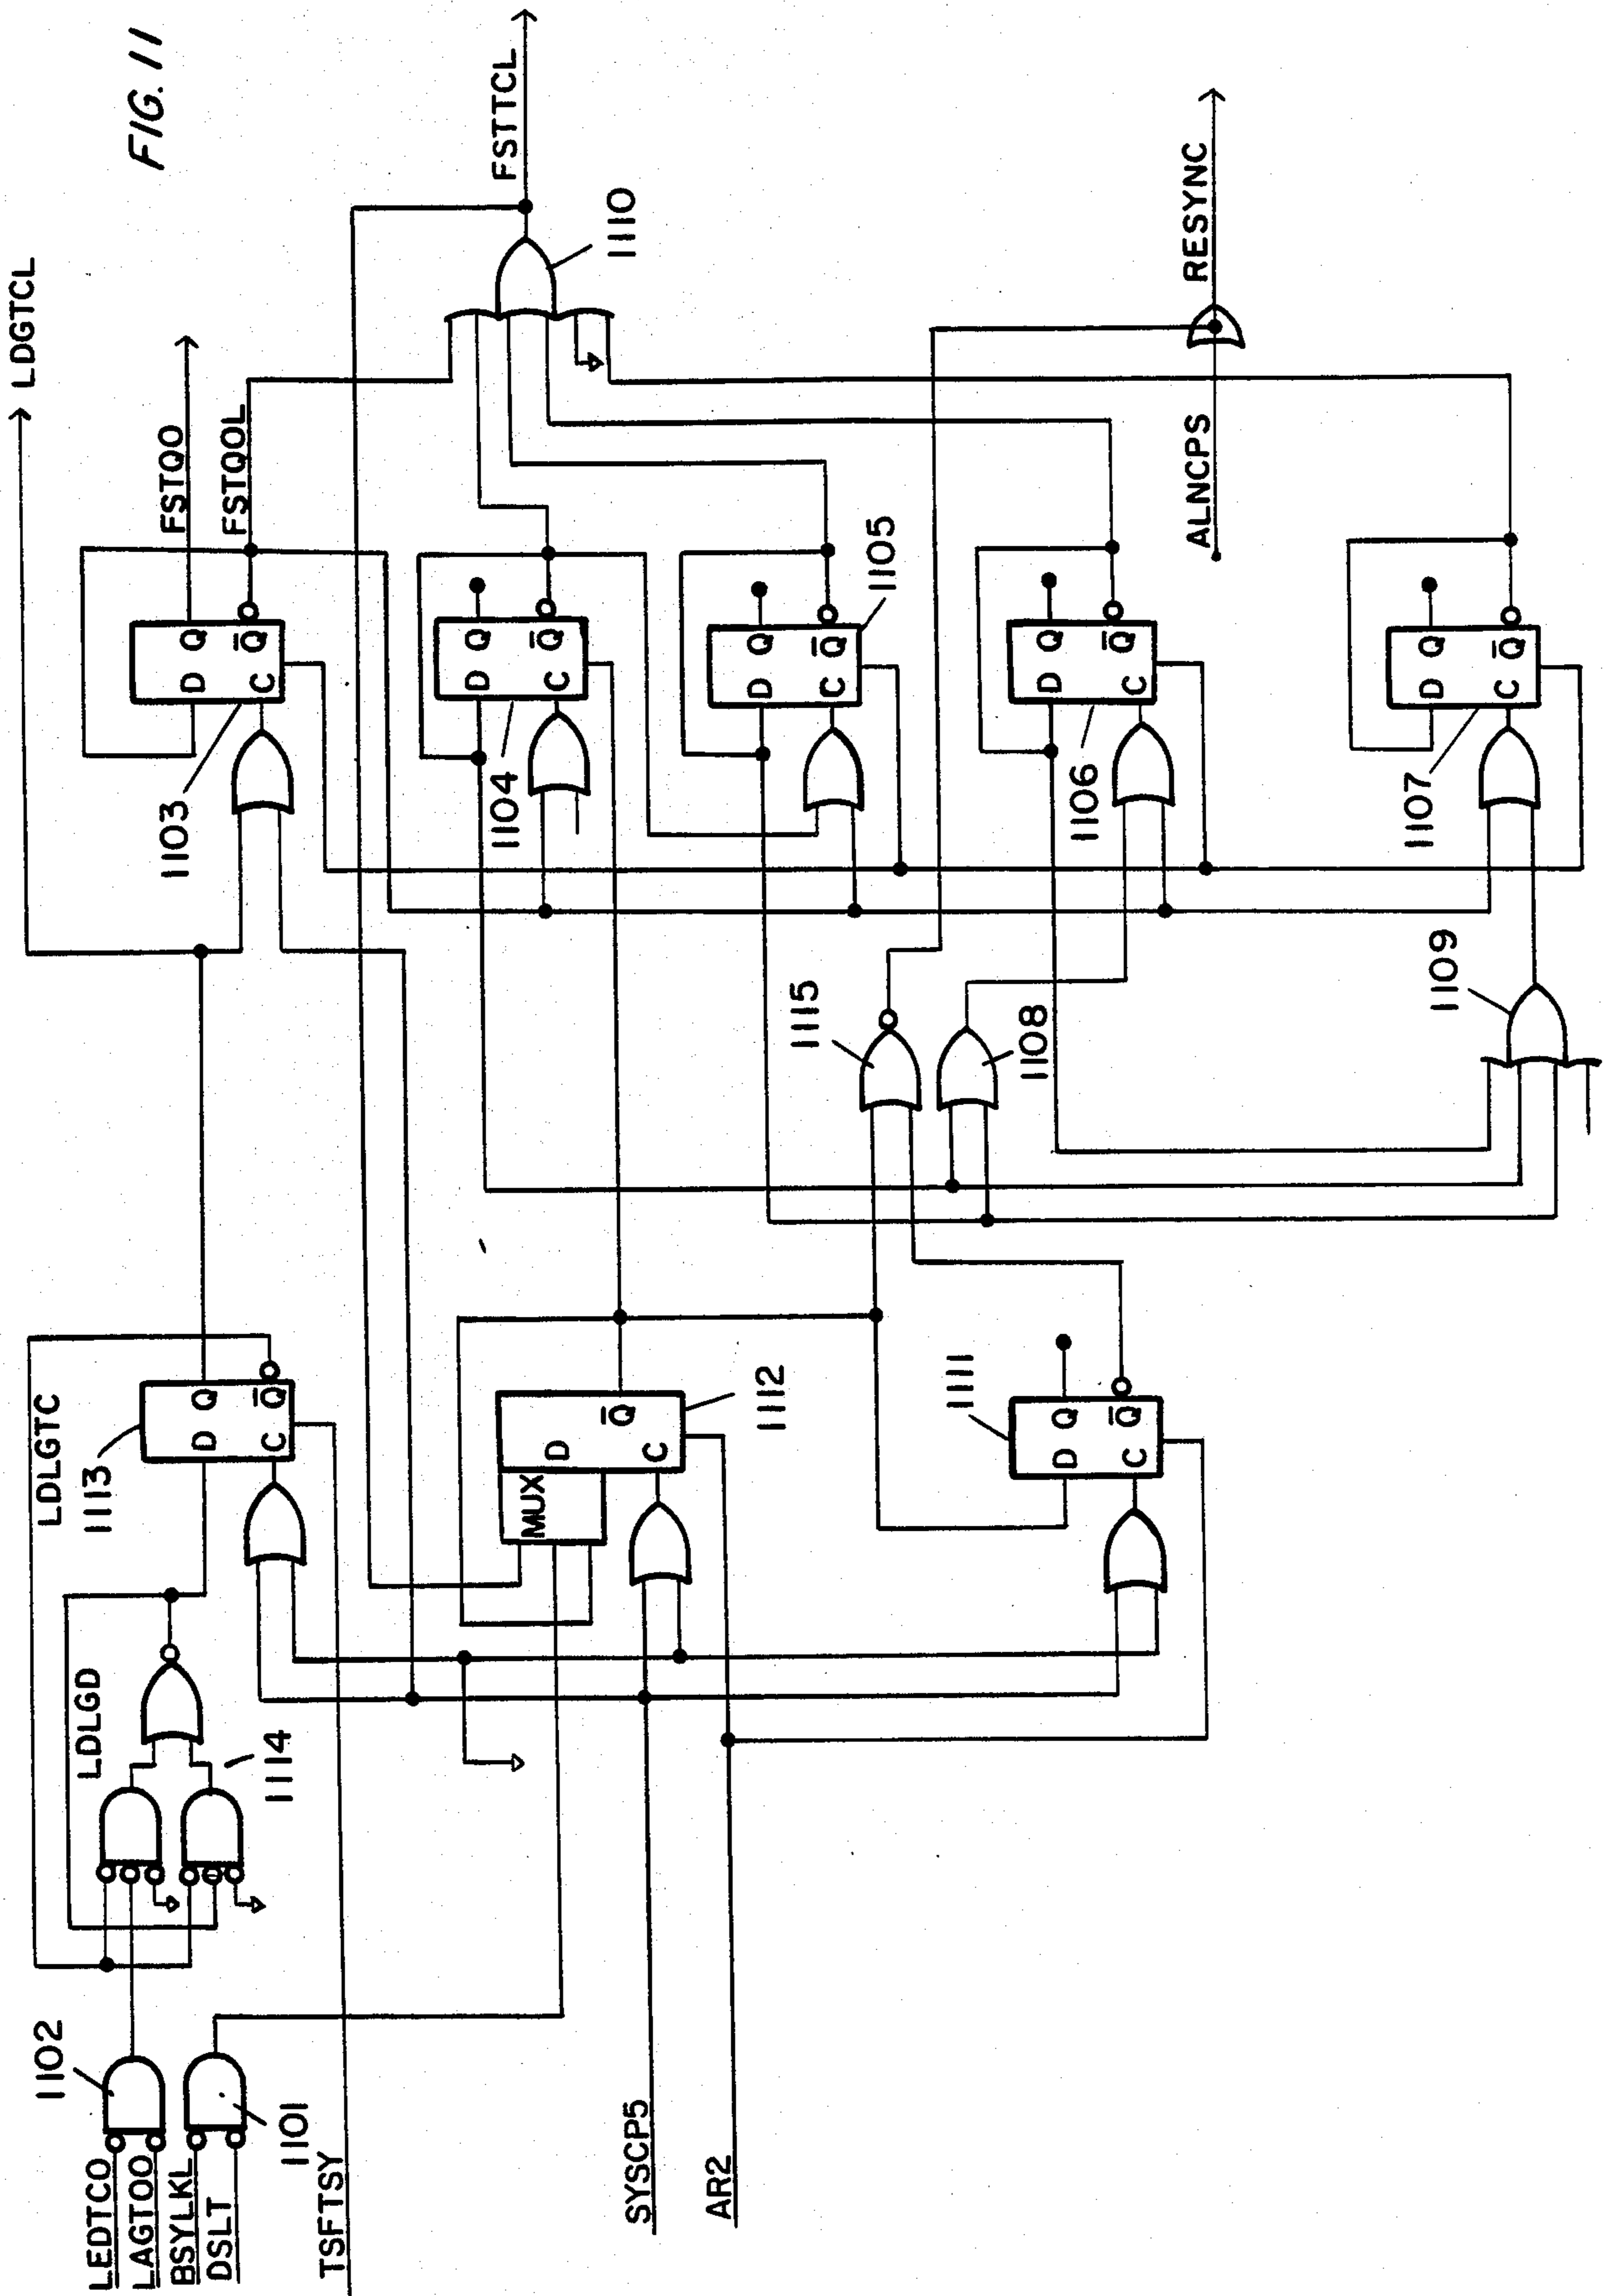 FIG. 11
LDGTCL
FSTQO
FSTQOL
FSTTCL
1110
D Q
C Q̅
1103
D Q
C Q̅
1104
D Q
C Q̅
1105
D Q
C Q̅
1106
D Q
C Q̅
1107
ALNCPS
RESYNC
1115
1108
1109
LDLGTC
1113
D Q
C Q̅
MUX
D
C Q̅
1112
1111
D Q
C Q̅
LDLGD
1114
1102
1101
LEDTCO
LAGTOO
BSYLKL
DSLT
TSFTSY
SYSCP5
AR2